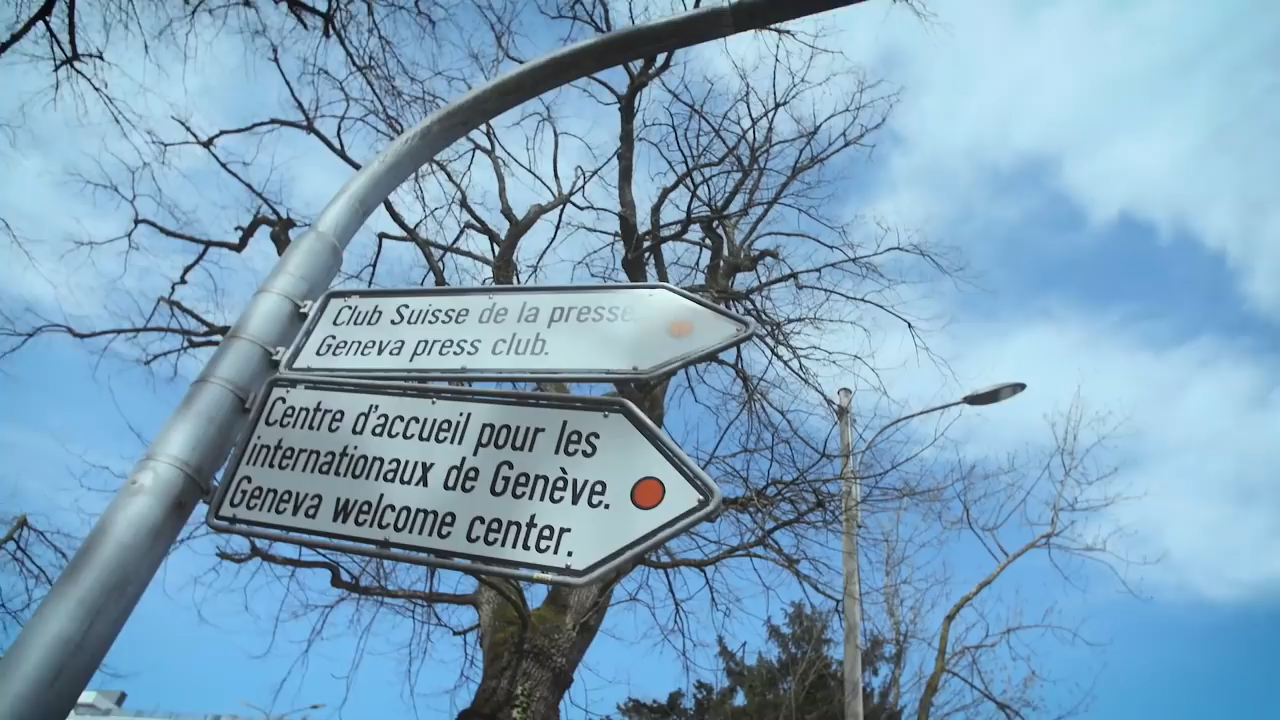 Club Suisse de la presse
Geneva press club.
Centre d'accueil pour les
internationaux de Genève.
Geneva welcome center.